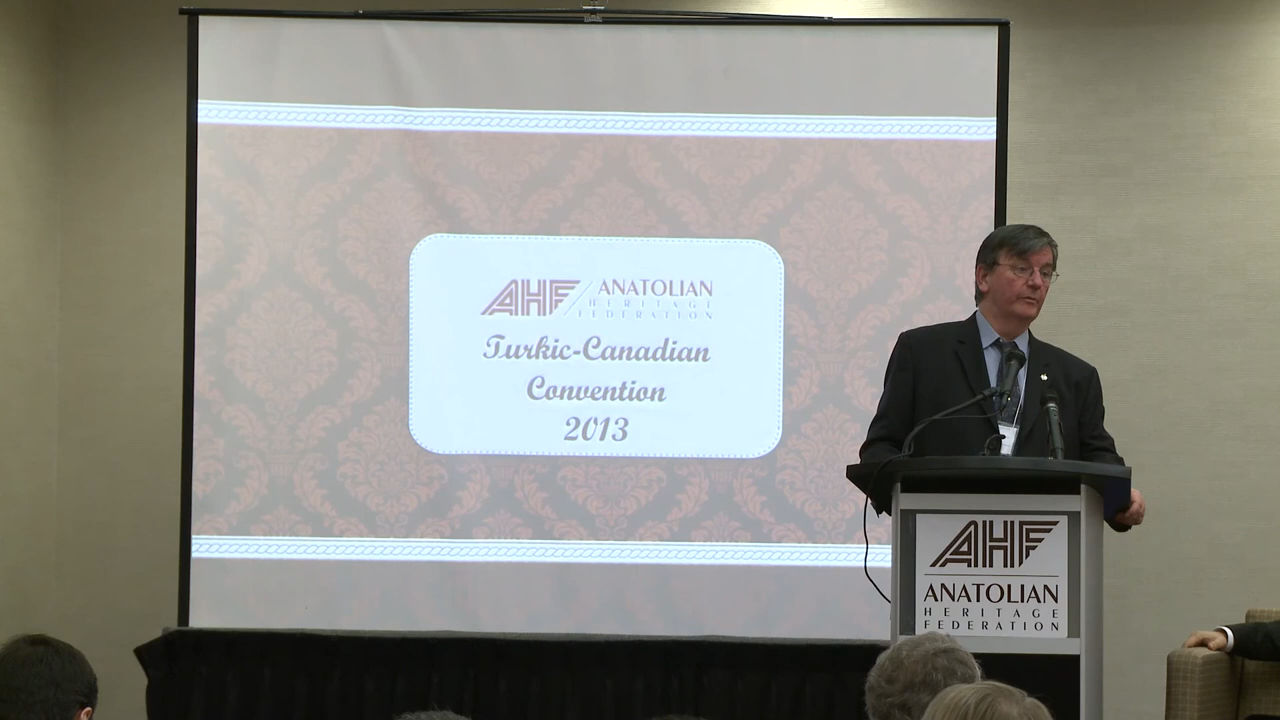 AHF ANATOLIAN
HERITAGE
FEDERATION
Turkic-Canadian
Convention
2013
AHF
ANATOLIAN
HERITAGE
FEDERATION